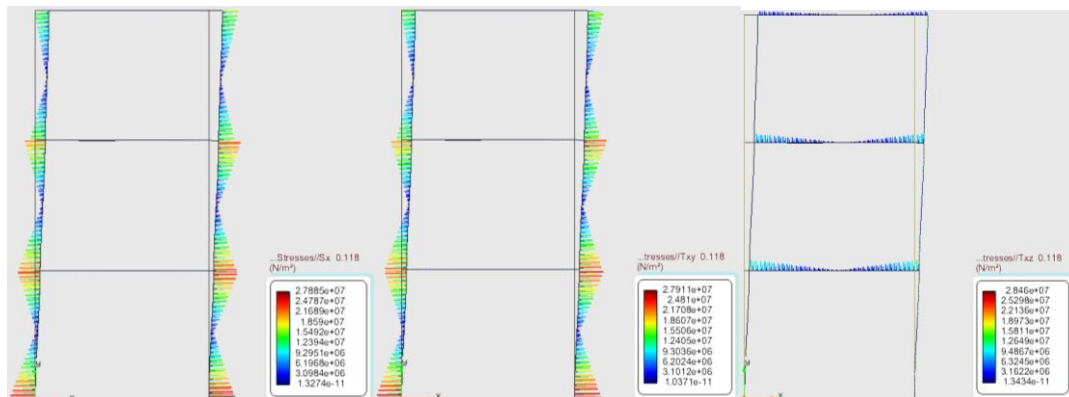 ...Stresses//Sx 0.118
(N/m²)
2.7885e+07
2.4787e+07
2.1689e+07
1.859e+07
1.5492e+07
1.2394e+07
9.2951e+06
6.1968e+06
3.0984e+06
1.3274e-11
y
...tresses//Txy 0.118
(N/m²)
2.7911e+07
2.481e+07
2.1708e+07
1.8607e+07
1.5506e+07
1.2405e+07
9.3036e+06
6.2024e+06
3.1012e+06
1.0371e-11
y
x
...tresses//Txz 0.118
(N/m²)
2.846e+07
2.5298e+07
2.2136e+07
1.8973e+07
1.5811e+07
1.2649e+07
9.4867e+06
6.3245e+06
3.1622e+06
1.3434e-11
y
x